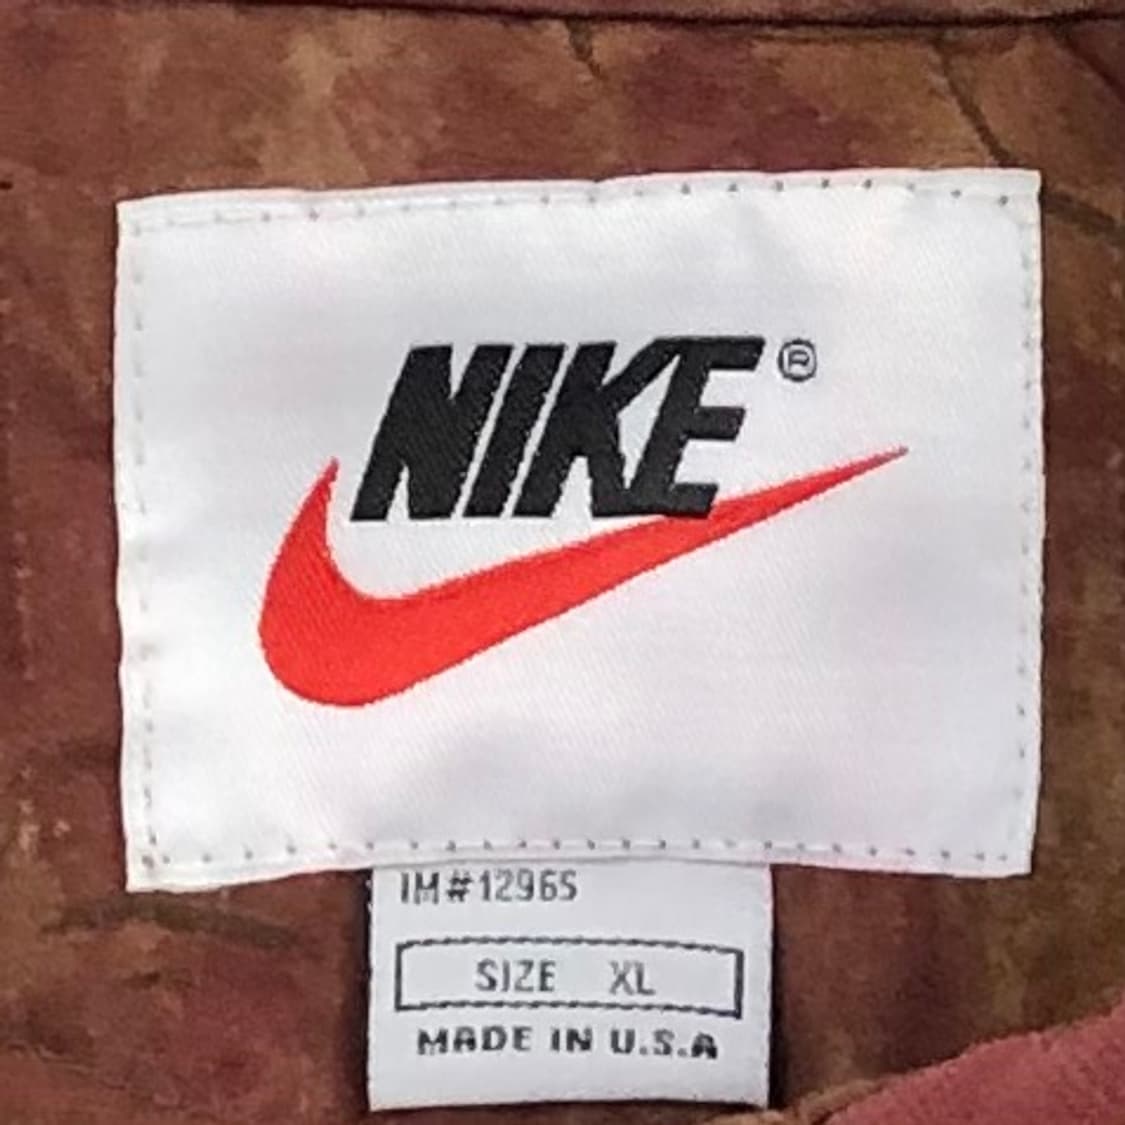 NIKE®
IM#12965
SIZE XL
MADE IN U.S.A